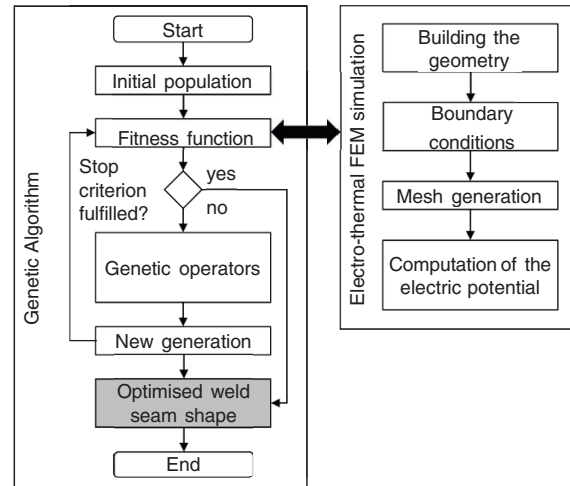 Genetic Algorithm
Start
Initial population
Fitness function
Stop
criterion
fulfilled?
yes
no
Genetic operators
New generation
Optimised weld
seam shape
End
Electro-thermal FEM simulation
Building the
geometry
Boundary
conditions
Mesh generation
Computation of the
electric potential